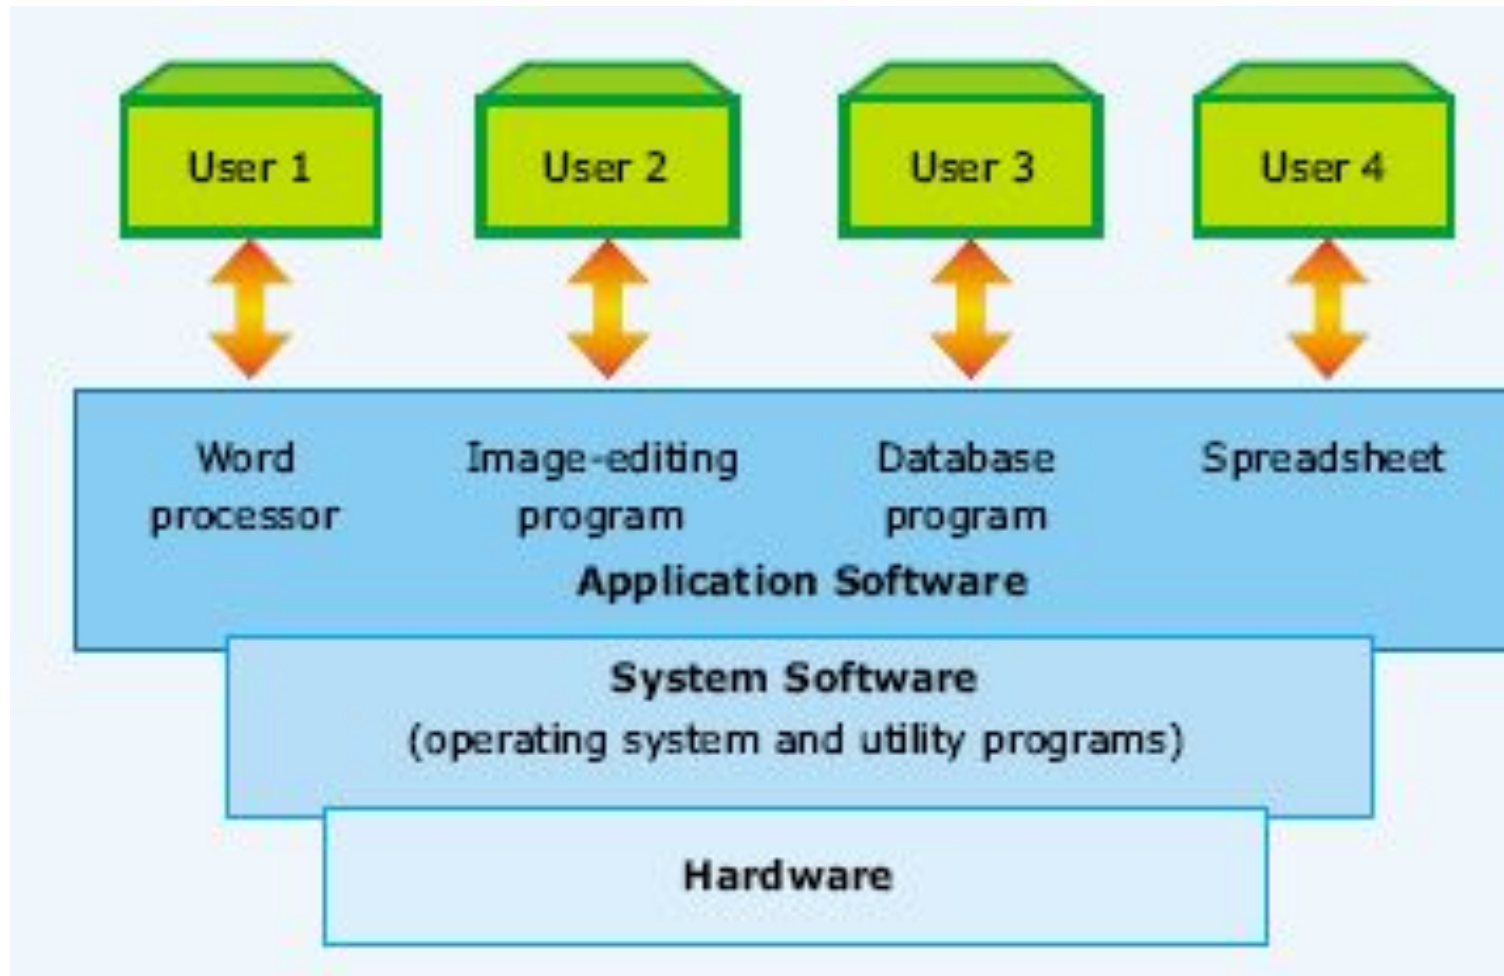 User 1
User 2
User 3
User 4
Word
processor
Image-editing
program
Database
program
Spreadsheet
Application Software
System Software
(operating system and utility programs)
Hardware